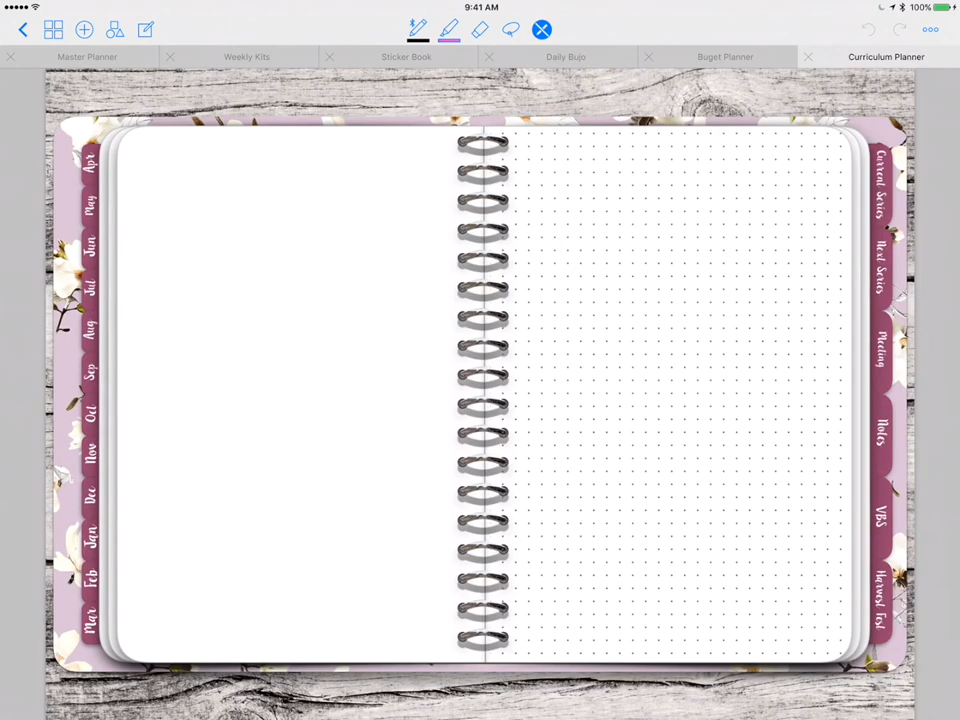 9:41 AM
100%
Master Planner
Weekly Kits
Sticker Book
Daily Bujo
Buget Planner
Curriculum Planner
Apr
May
Jun
Jul
Aug
Sep
Oct
Nov
Dec
Jan
Feb
Mar
Current Series
Next Series
Meeting
Notes
VBS
Harvest Fest